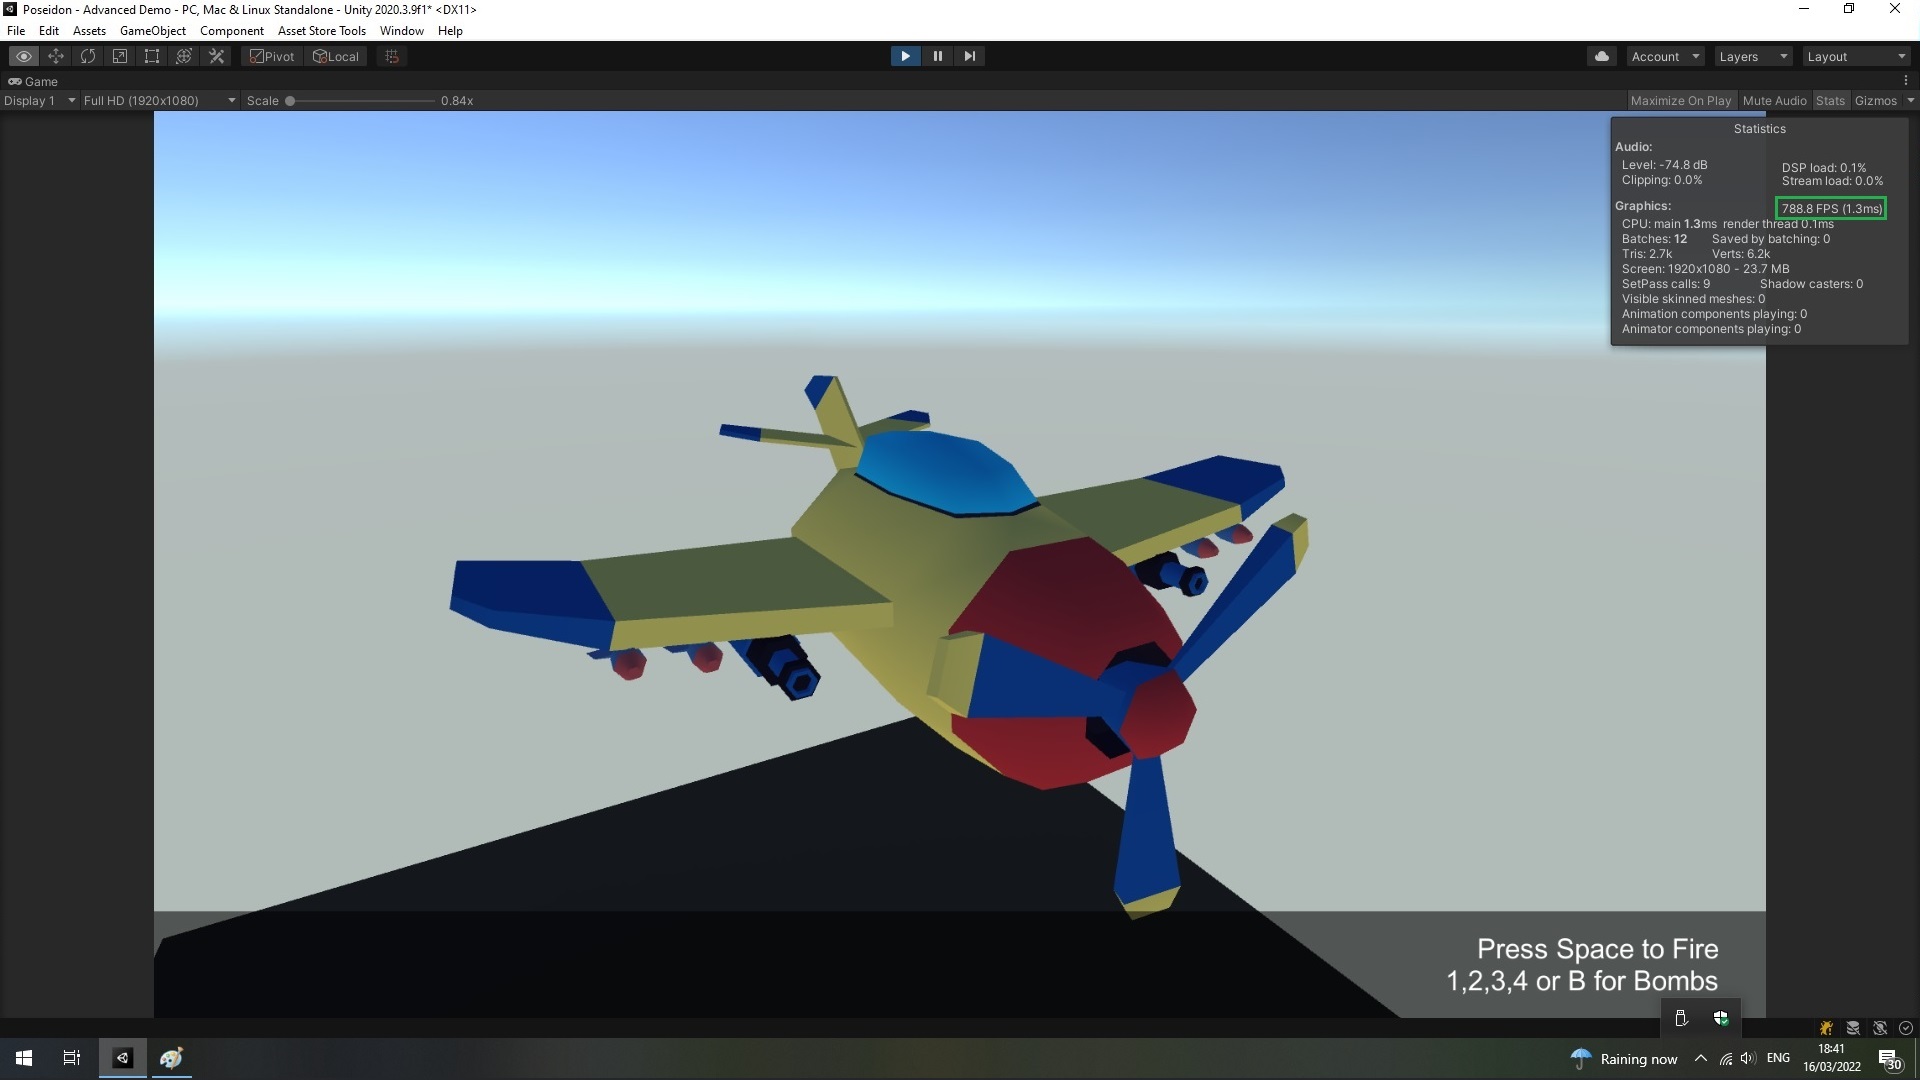 Poseidon - Advanced Demo - PC, Mac & Linux Standalone - Unity 2020.3.9f1* <DX11>
File Edit Assets GameObject Component Asset Store Tools Window Help
Pivot Local Account Layers Layout
Game
Display 1 Full HD (1920x1080) Scale 0.84x Maximize On Play Mute Audio Stats Gizmos
Statistics
Audio:
Level: -74.8 dB DSP load: 0.1%
Clipping: 0.0% Stream load: 0.0%
Graphics: 788.8 FPS (1.3ms)
CPU: main 1.3ms render thread 0.1ms
Batches: 12 Saved by batching: 0
Tris: 2.7k Verts: 6.2k
Screen: 1920x1080 - 23.7 MB
SetPass calls: 9 Shadow casters: 0
Visible skinned meshes: 0
Animation components playing: 0
Animator components playing: 0
Press Space to Fire
1,2,3,4 or B for Bombs
Raining now ENG 18:41
16/03/2022 30